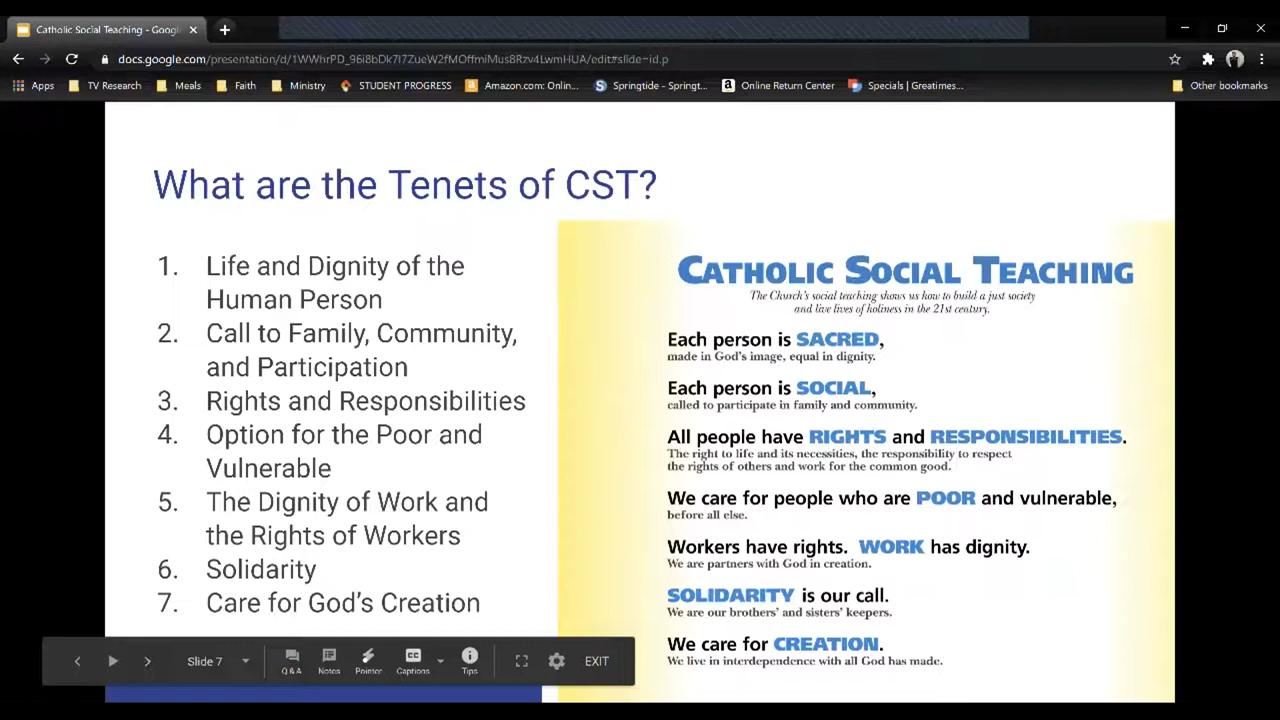 Catholic Social Teaching - Googl
docs.google.com/presentation/d/1WWhrPD_96i8bDk7I7ZueW2fMOffmiMus8Rzv4LwmHUA/edit#slide=id.p
Apps TV Research Meals Faith Ministry STUDENT PROGRESS Amazon.com: Onlin... Springtide - Springt... Online Return Center Specials | Greatimes... Other bookmarks
What are the Tenets of CST?
1. Life and Dignity of the
Human Person
2. Call to Family, Community,
and Participation
3. Rights and Responsibilities
4. Option for the Poor and
Vulnerable
5. The Dignity of Work and
the Rights of Workers
6. Solidarity
7. Care for God's Creation
CATHOLIC SOCIAL TEACHING
The Church's social teaching shows us how to build a just society
and live lives of holiness in the 21st century.
Each person is SACRED,
made in God's image, equal in dignity.
Each person is SOCIAL,
called to participate in family and community.
All people have RIGHTS and RESPONSIBILITIES.
The right to life and its necessities, the responsibility to respect
the rights of others and work for the common good.
We care for people who are POOR and vulnerable,
before all else.
Workers have rights. WORK has dignity.
We are partners with God in creation.
SOLIDARITY is our call.
We are our brothers' and sisters' keepers.
We care for CREATION.
We live in interdependence with all God has made.
Slide 7
Q & A Notes Pointer Captions Tips
EXIT